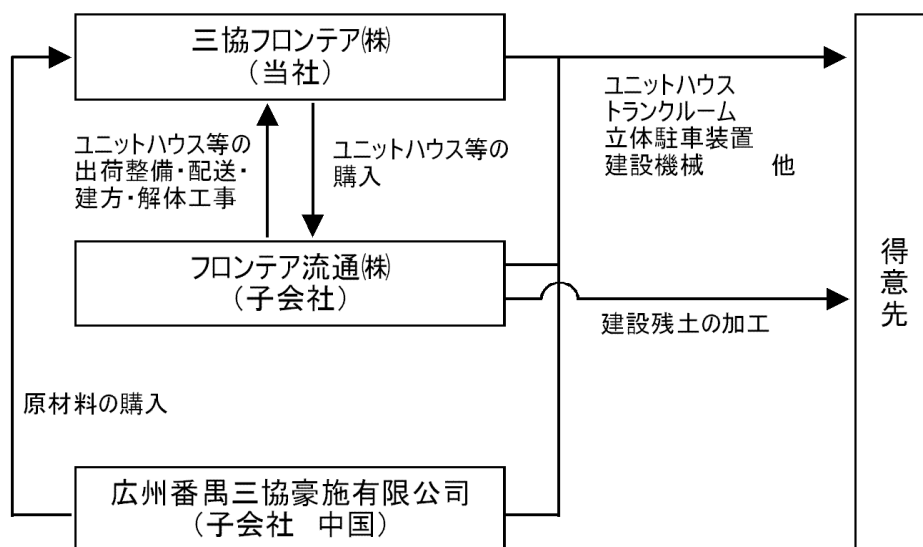 三協フロンテア㈱
（当社）
ユニットハウス
トランクルーム
立体駐車装置
建設機械　　　他
ユニットハウス等の
出荷整備・配送・
建方・解体工事
ユニットハウス等の
購入
フロンテア流通㈱
（子会社）
建設残土の加工
得意先
原材料の購入
広州番禺三協豪施有限公司
（子会社　中国）